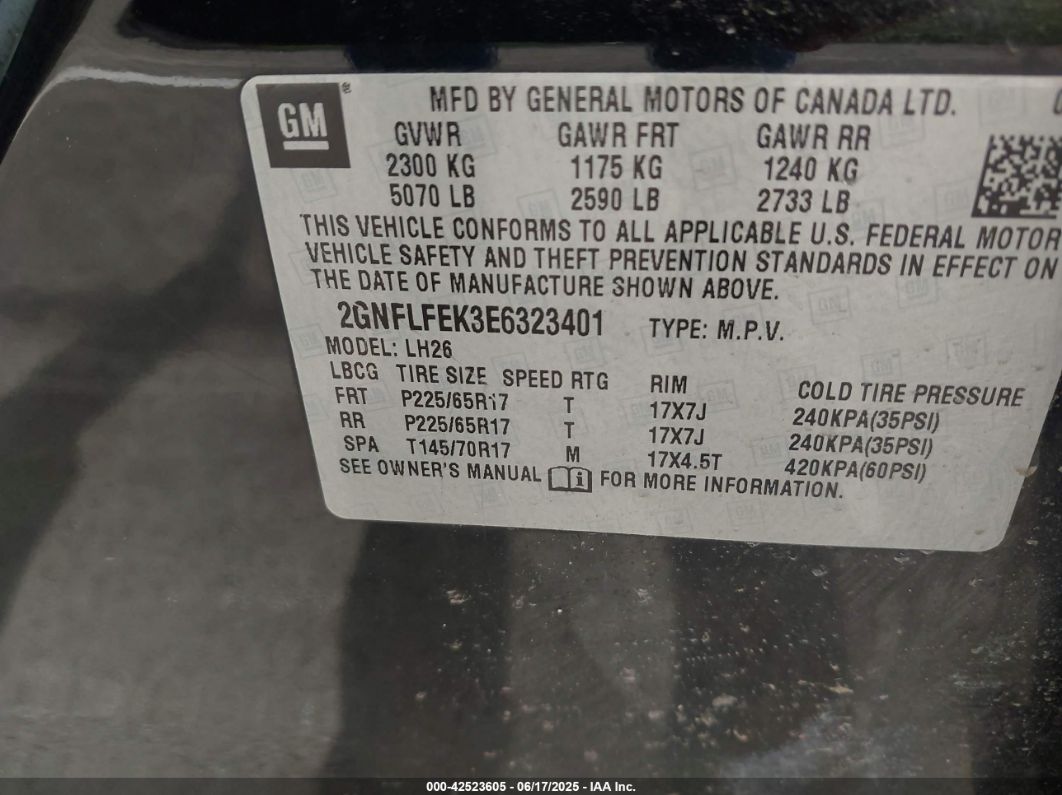 GM
®
MFD BY GENERAL MOTORS OF CANADA LTD.
GVWR GAWR FRT GAWR RR
2300 KG 1175 KG 1240 KG
5070 LB 2590 LB 2733 LB
THIS VEHICLE CONFORMS TO ALL APPLICABLE U.S. FEDERAL MOTOR
VEHICLE SAFETY AND THEFT PREVENTION STANDARDS IN EFFECT ON
THE DATE OF MANUFACTURE SHOWN ABOVE.
2GNFLFEK3E6323401 TYPE: M.P.V.
MODEL: LH26
LBCG TIRE SIZE SPEED RTG RIM COLD TIRE PRESSURE
FRT P225/65R17 T 17X7J 240KPA(35PSI)
RR P225/65R17 T 17X7J 240KPA(35PSI)
SPA T145/70R17 M 17X4.5T 420KPA(60PSI)
SEE OWNER'S MANUAL i FOR MORE INFORMATION.
000-42523605 - 06/17/2025 - IAA Inc.